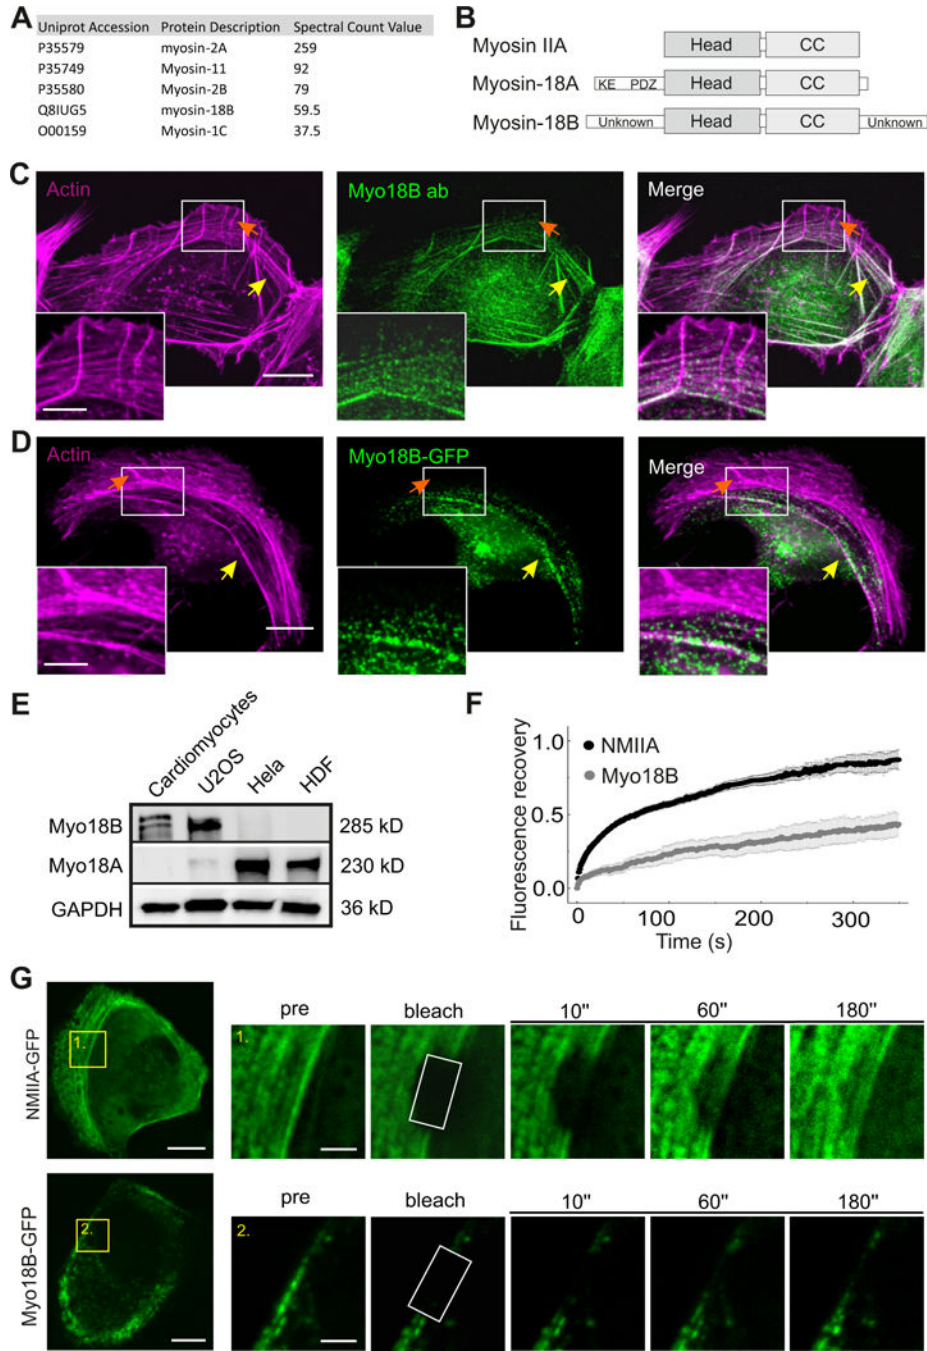 A
Uniprot Accession Protein Description Spectral Count Value
P35579 myosin-2A 259
P35749 Myosin-11 92
P35580 Myosin-2B 79
Q8IUG5 myosin-18B 59.5
O00159 Myosin-1C 37.5
B
Myosin IIA Head CC
Myosin-18A KE PDZ Head CC
Myosin-18B Unknown Head CC Unknown
C
Actin Myo18B ab Merge
D
Actin Myo18B-GFP Merge
E
Cardiomyocytes U2OS Hela HDF
Myo18B 285 kD
Myo18A 230 kD
GAPDH 36 kD
F
Fluorescence recovery
1.0
0.5
0.0
NMIIA
Myo18B
0 100 200 300
Time (s)
G
NMIIA-GFP
1.
pre bleach 10" 60" 180"
1.
Myo18B-GFP
2.
pre bleach 10" 60" 180"
2.